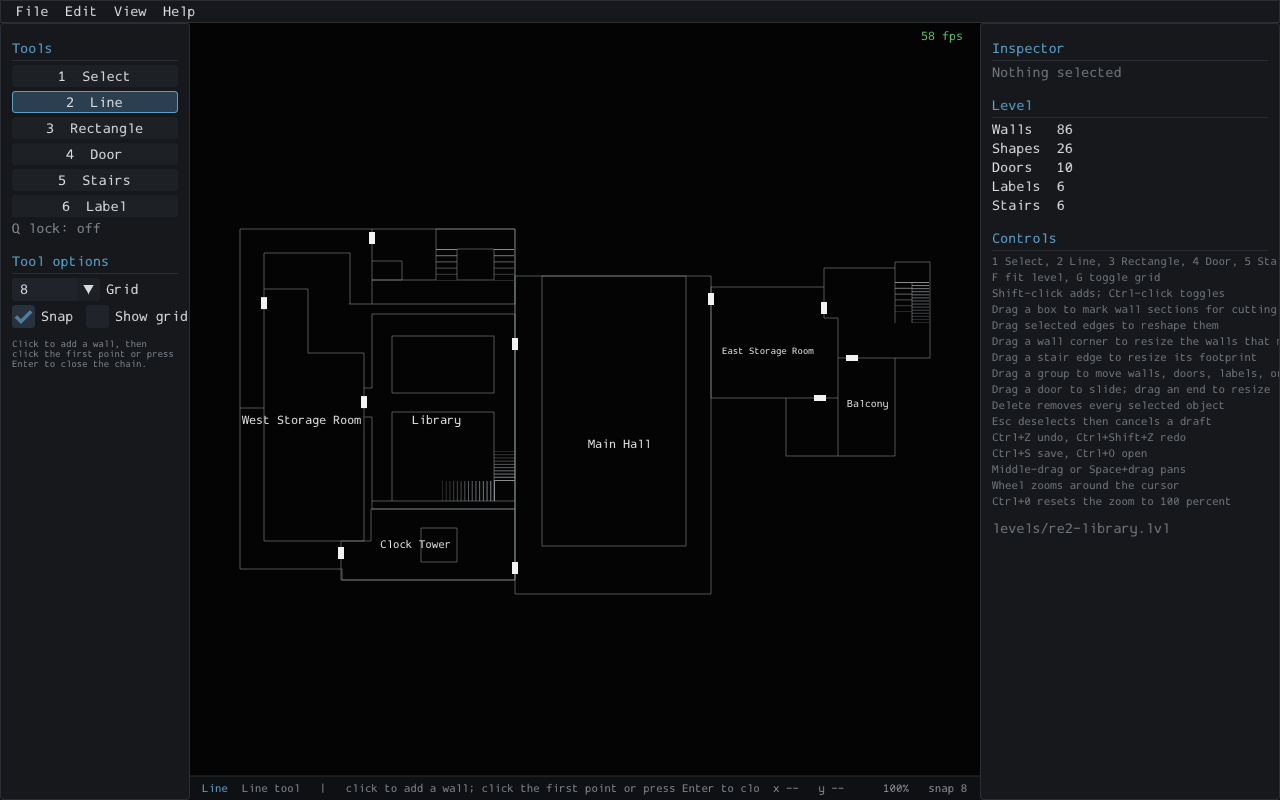 File Edit View Help
58 fps
Tools
1 Select
2 Line
3 Rectangle
4 Door
5 Stairs
6 Label
Q lock: off
Tool options
8 ▼ Grid
Snap Show grid
Click to add a wall, then
click the first point or press
Enter to close the chain.
East Storage Room
Balcony
West Storage Room
Library
Main Hall
Clock Tower
Inspector
Nothing selected
Level
Walls 86
Shapes 26
Doors 10
Labels 6
Stairs 6
Controls
1 Select, 2 Line, 3 Rectangle, 4 Door, 5 Sta
F fit level, G toggle grid
Shift-click adds; Ctrl-click toggles
Drag a box to mark wall sections for cutting
Drag selected edges to reshape them
Drag a wall corner to resize the walls that
Drag a stair edge to resize its footprint
Drag a group to move walls, doors, labels, o
Drag a door to slide; drag an end to resize
Delete removes every selected object
Esc deselects then cancels a draft
Ctrl+Z undo, Ctrl+Shift+Z redo
Ctrl+S save, Ctrl+O open
Middle-drag or Space+drag pans
Wheel zooms around the cursor
Ctrl+0 resets the zoom to 100 percent
levels/re2-library.lvl
Line Line tool | click to add a wall; click the first point or press Enter to clo x -- y -- 100% snap 8